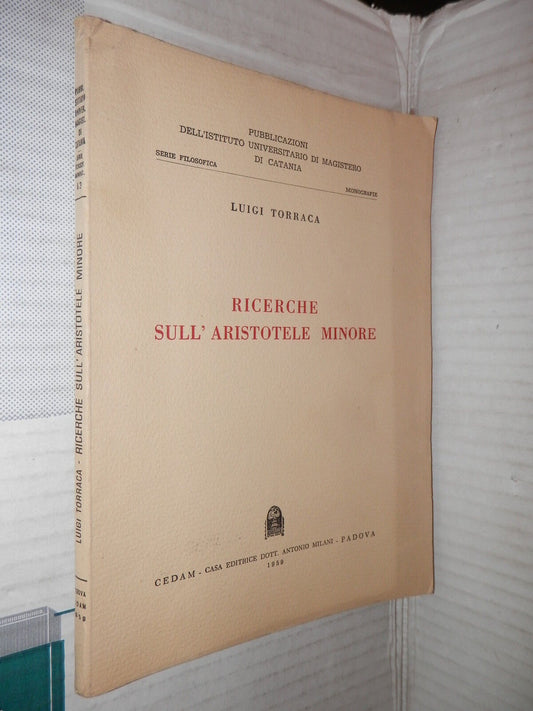 PUBBLICAZIONI
DELL'ISTITUTO UNIVERSITARIO DI MAGISTERO
DI CATANIA
SERIE FILOSOFICA
MONOGRAFIE
LUIGI TORRACA
RICERCHE
SULL' ARISTOTELE MINORE
CEDAM - CASA EDITRICE DOTT. ANTONIO MILANI - PADOVA
1959
LUIGI TORRACA - RICERCHE SULL' ARISTOTELE MINORE